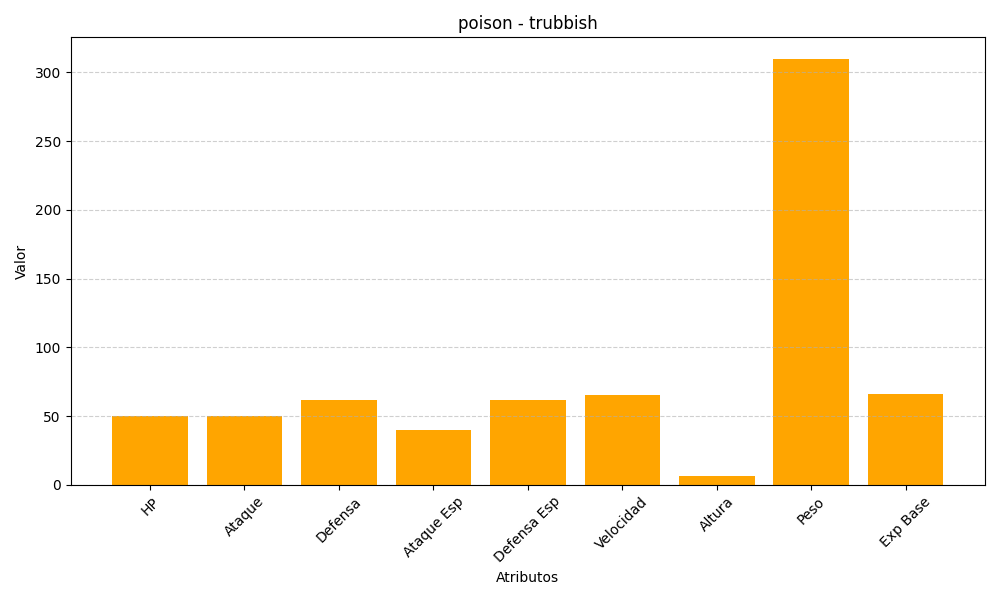 poison - trubbish
Valor
300
250
200
150
100
50
0
HP
Ataque
Defensa
Ataque Esp
Defensa Esp
Velocidad
Altura
Peso
Exp Base
Atributos